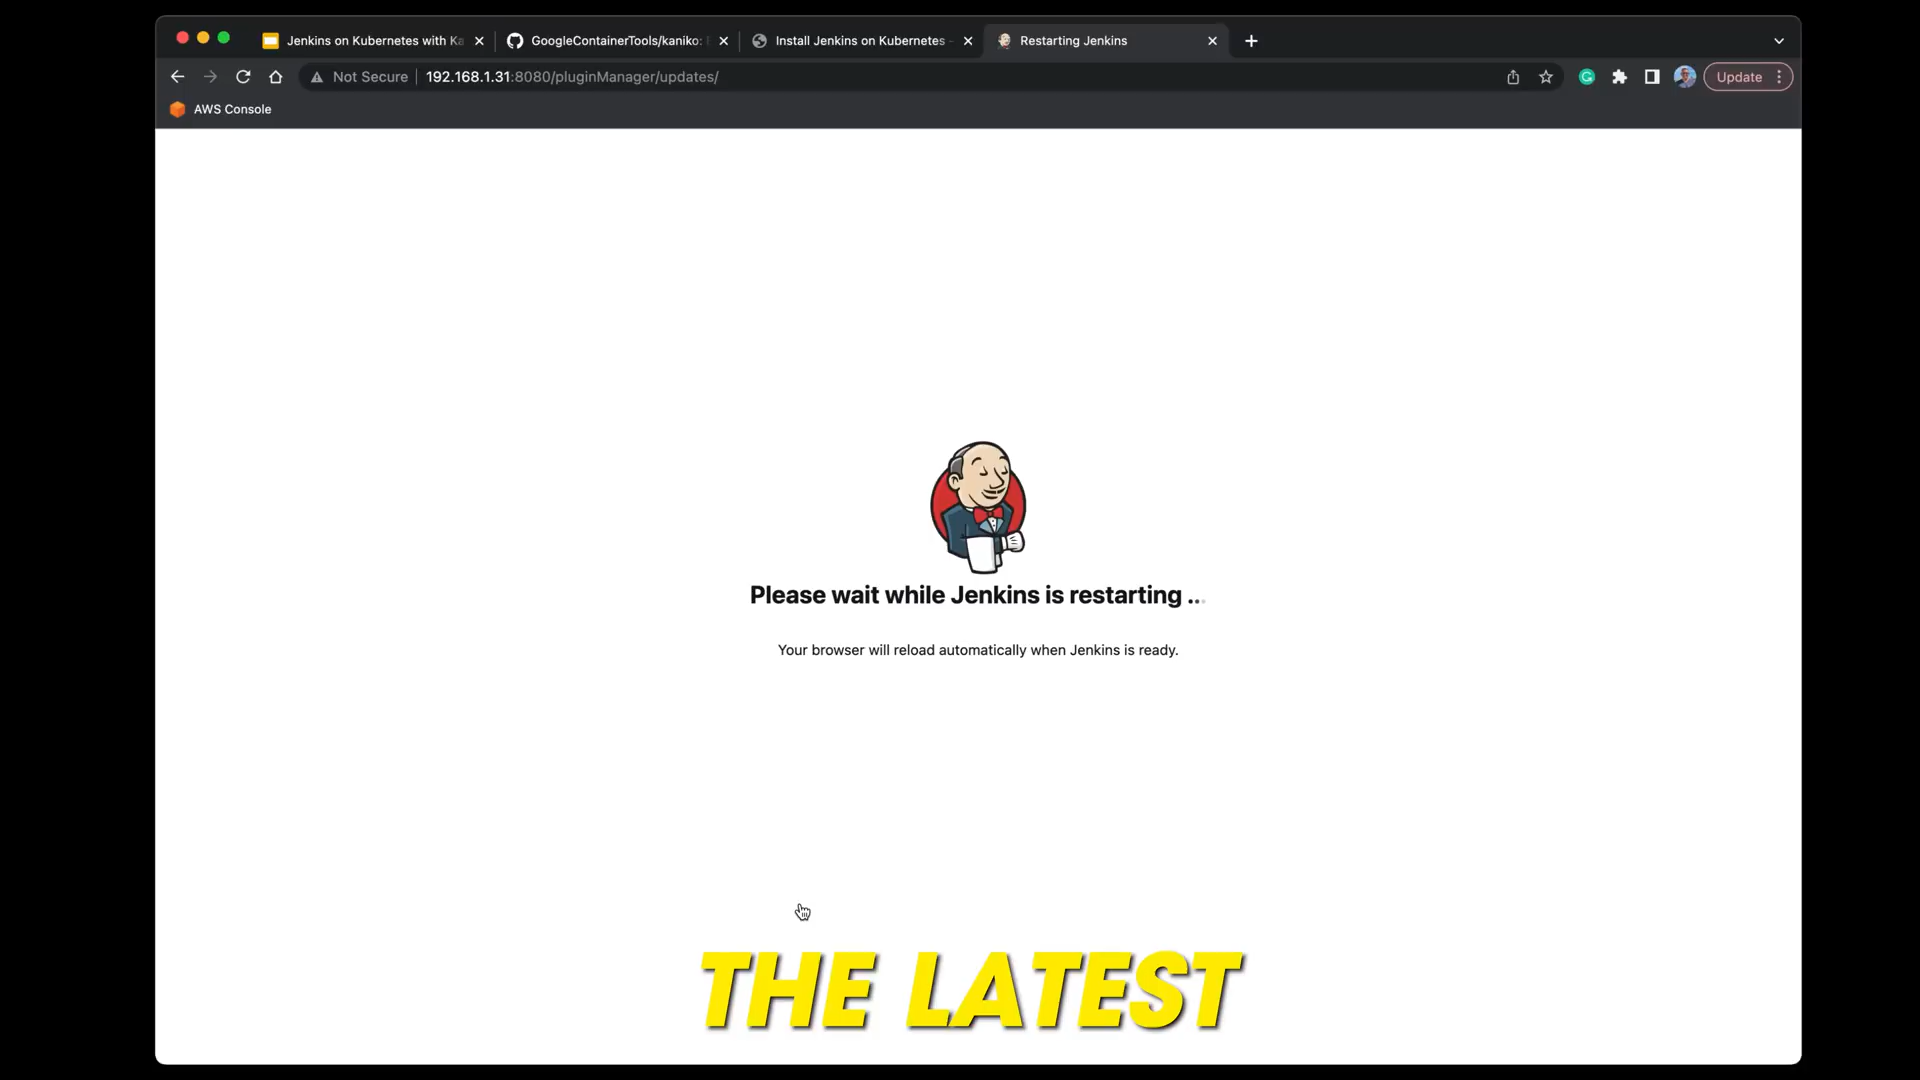 Jenkins on Kubernetes with Ka
GoogleContainerTools/kaniko:
Install Jenkins on Kubernetes -
Restarting Jenkins
Not Secure
192.168.1.31:8080/pluginManager/updates/
Update
AWS Console
Please wait while Jenkins is restarting ...
Your browser will reload automatically when Jenkins is ready.
THE LATEST